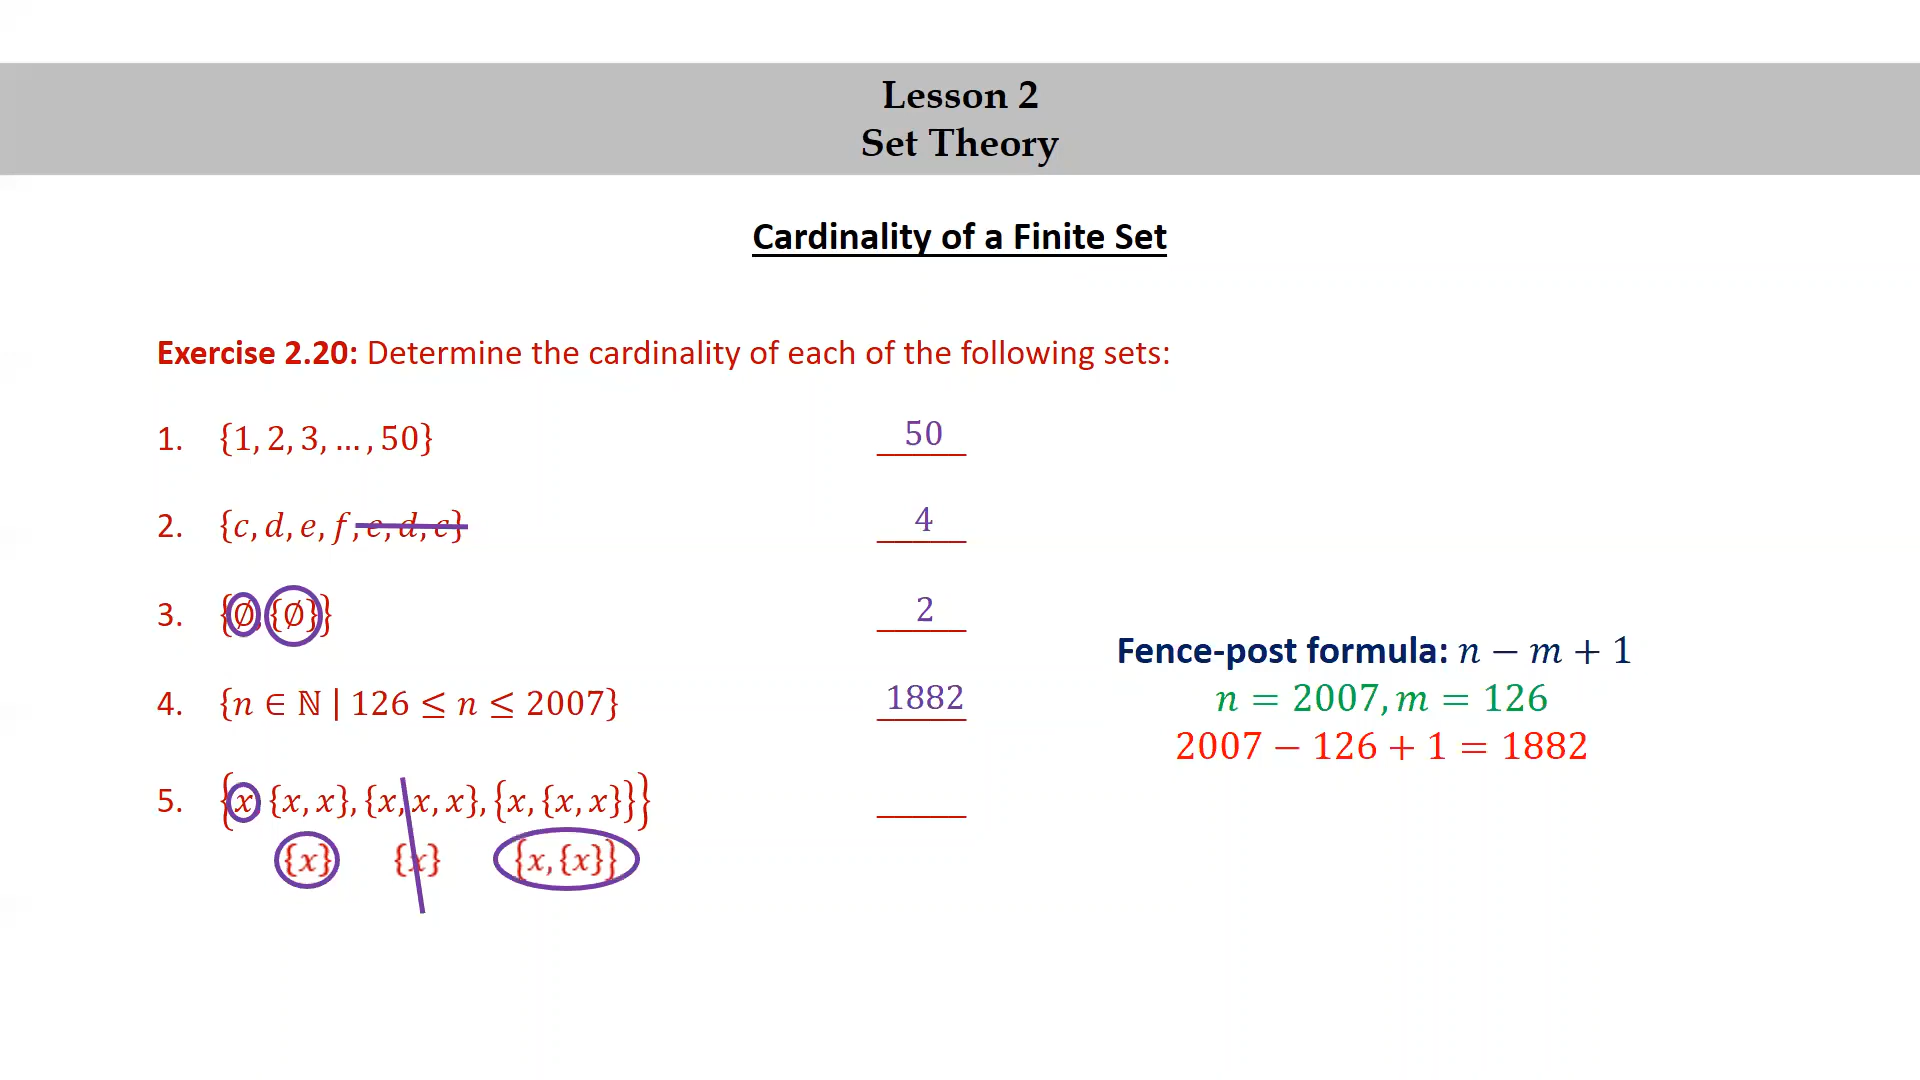 Lesson 2
Set Theory
Cardinality of a Finite Set
Exercise 2.20: Determine the cardinality of each of the following sets:
1. {1, 2, 3, … , 50} 50
2. {c, d, e, f, e, d, c} 4
3. {∅, {∅}} 2
Fence-post formula: n − m + 1
4. {n ∈ ℕ | 126 ≤ n ≤ 2007} 1882
n = 2007, m = 126
2007 − 126 + 1 = 1882
5. {x, {x, x}, {x, x, x}, {x, {x, x}}}
{x} {x} {x, {x}}